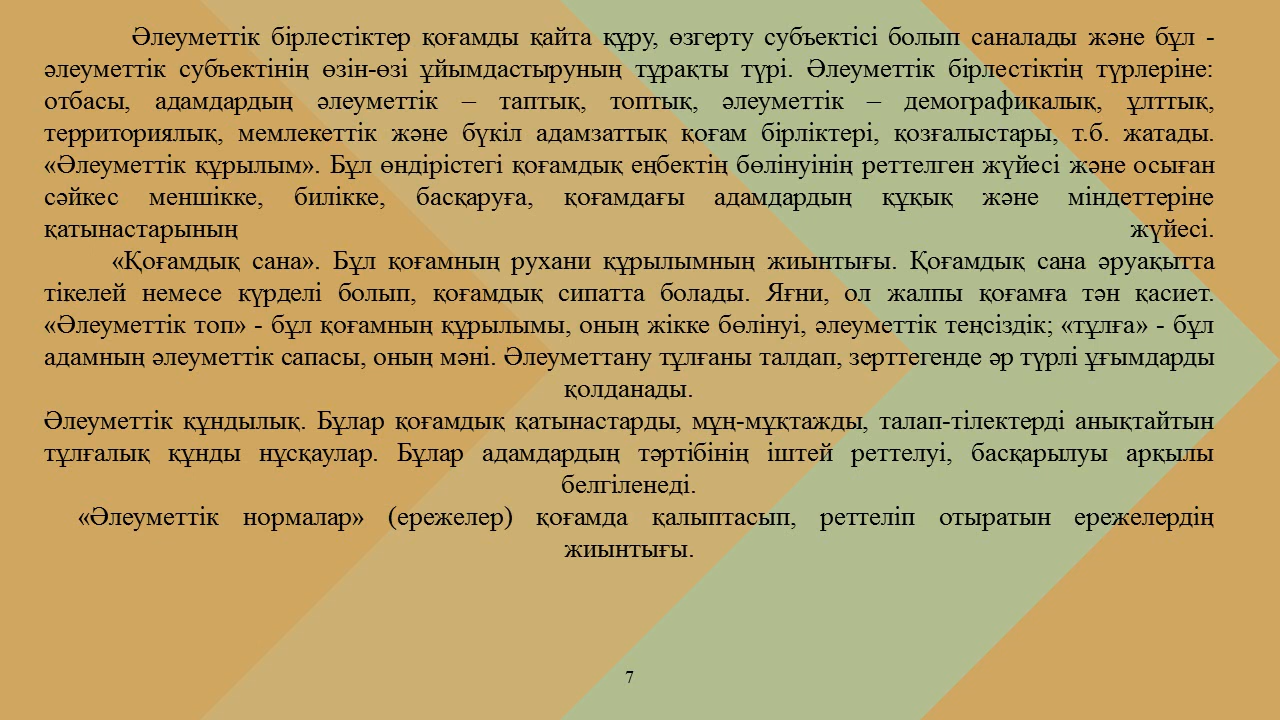 Әлеуметтік бірлестіктер қоғамды қайта құру, өзгерту субъектісі болып саналады және бұл -
әлеуметтік субъектінің өзін-өзі ұйымдастыруның тұрақты түрі. Әлеуметтік бірлестіктің түрлеріне:
отбасы, адамдардың әлеуметтік – таптық, топтық, әлеуметтік – демографикалық, ұлттық,
территориялық, мемлекеттік және бүкіл адамзаттық қоғам бірліктері, қозғалыстары, т.б. жатады.
«Әлеуметтік құрылым». Бұл өндірістегі қоғамдық еңбектің бөлінуінің реттелген жүйесі және осыған
сәйкес меншікке, билікке, басқаруға, қоғамдағы адамдардың құқық және міндеттеріне
қатынастарының жүйесі.
«Қоғамдық сана». Бұл қоғамның рухани құрылымның жиынтығы. Қоғамдық сана әруақытта
тікелей немесе күрделі болып, қоғамдық сипатта болады. Яғни, ол жалпы қоғамға тән қасиет.
«Әлеуметтік топ» - бұл қоғамның құрылымы, оның жікке бөлінуі, әлеуметтік теңсіздік; «тұлға» - бұл
адамның әлеуметтік сапасы, оның мәні. Әлеуметтану тұлғаны талдап, зерттегенде әр түрлі ұғымдарды
қолданады.
Әлеуметтік құндылық. Бұлар қоғамдық қатынастарды, мұң-мұқтажды, талап-тілектерді анықтайтын
тұлғалық құнды нұсқаулар. Бұлар адамдардың тәртібінің іштей реттелуі, басқарылуы арқылы
белгіленеді.
«Әлеуметтік нормалар» (ережелер) қоғамда қалыптасып, реттеліп отыратын ережелердің
жиынтығы.
7